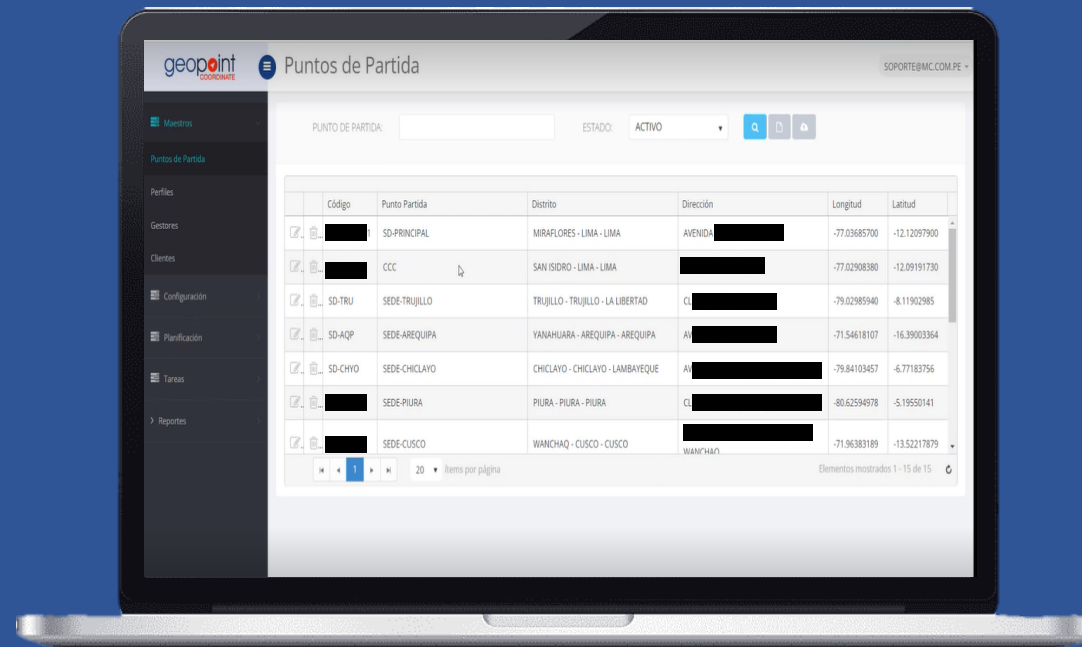 geopoint
COORDINATE
Puntos de Partida
SOPORTE@MC.COM.PE
Maestros
Puntos de Partida
Perfiles
Gestores
Clientes
Configuración
Planificación
Tareas
Reportes
PUNTO DE PARTIDA:
ESTADO: ACTIVO
Código Punto Partida Distrito Dirección Longitud Latitud
1 SD-PRINCIPAL MIRAFLORES - LIMA - LIMA AVENIDA -77.03685700 -12.12097900
CCC SAN ISIDRO - LIMA - LIMA -77.02908380 -12.09191730
SD-TRU SEDE-TRUJILLO TRUJILLO - TRUJILLO - LA LIBERTAD CL -79.02985940 -8.11902985
SD-AQP SEDE-AREQUIPA YANAHUARA - AREQUIPA - AREQUIPA AV -71.54618107 -16.39003364
SD-CHYO SEDE-CHICLAYO CHICLAYO - CHICLAYO - LAMBAYEQUE AV -79.84103457 -6.77183756
SEDE-PIURA PIURA - PIURA - PIURA CL -80.62594978 -5.19550141
SEDE-CUSCO WANCHAQ - CUSCO - CUSCO WANCHAQ -71.96383189 -13.52217879
1 20 ítems por página Elementos mostrados 1 - 15 de 15